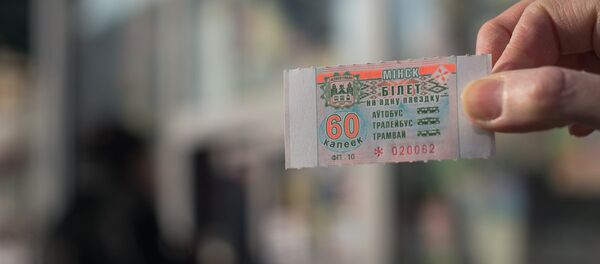 МІНСК
БІЛЕТ
на адну паездку
60
капеек
АЎТОБУС
ТРАЛЕЙБУС
ТРАМВАЙ
ФП 10
* 020062